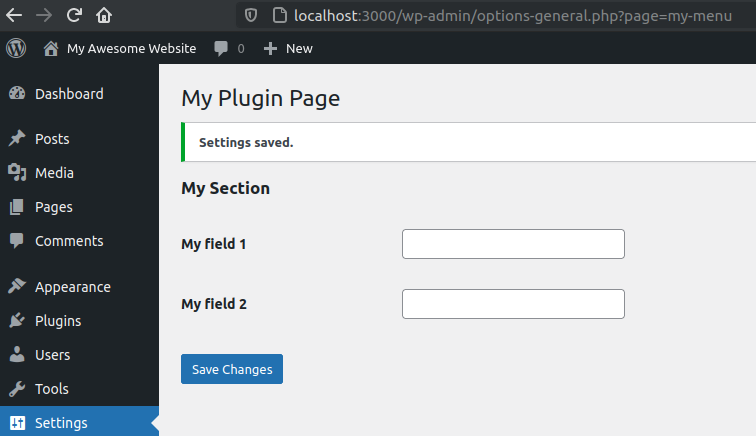 localhost:3000/wp-admin/options-general.php?page=my-menu
My Awesome Website 0 New
Dashboard
Posts
Media
Pages
Comments
Appearance
Plugins
Users
Tools
Settings
My Plugin Page
Settings saved.
My Section
My field 1
My field 2
Save Changes